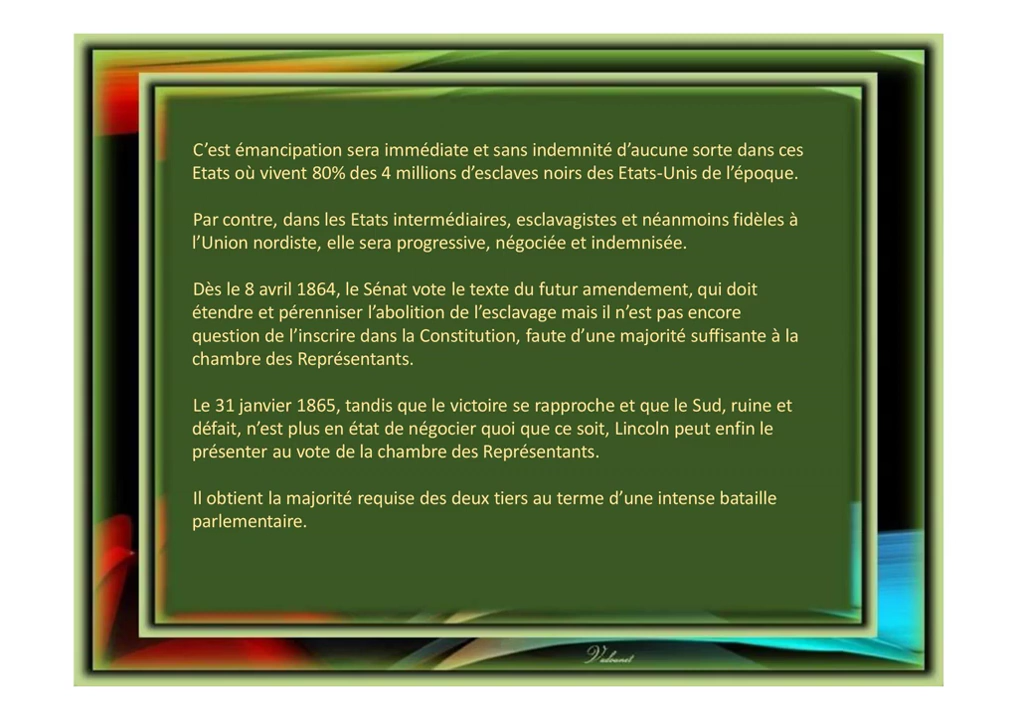 C’est émancipation sera immédiate et sans indemnité d’aucune sorte dans ces
Etats où vivent 80% des 4 millions d’esclaves noirs des Etats-Unis de l’époque.
Par contre, dans les Etats intermédiaires, esclavagistes et néanmoins fidèles à
l’Union nordiste, elle sera progressive, négociée et indemnisée.
Dès le 8 avril 1864, le Sénat vote le texte du futur amendement, qui doit
étendre et pérenniser l’abolition de l’esclavage mais il n’est pas encore
question de l’inscrire dans la Constitution, faute d’une majorité suffisante à la
chambre des Représentants.
Le 31 janvier 1865, tandis que le victoire se rapproche et que le Sud, ruine et
défait, n’est plus en état de négocier quoi que ce soit, Lincoln peut enfin le
présenter au vote de la chambre des Représentants.
Il obtient la majorité requise des deux tiers au terme d’une intense bataille
parlementaire.